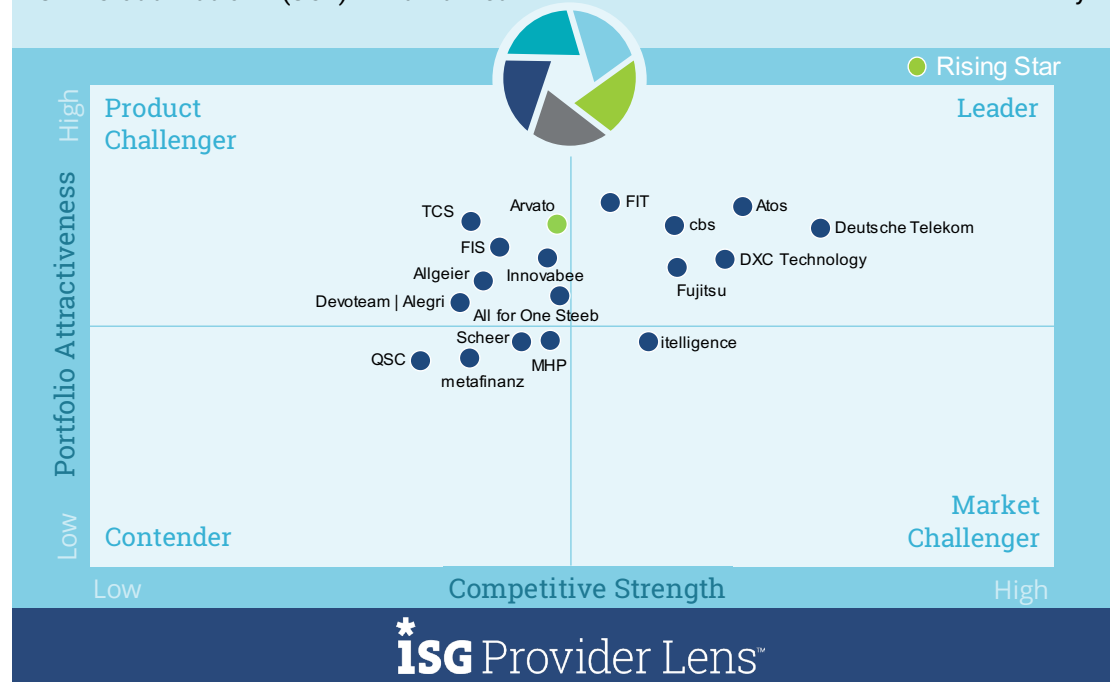 Rising Star
High
Product
Challenger
Leader
Portfolio Attractiveness
TCS
Arvato
FIT
Atos
cbs
Deutsche Telekom
FIS
DXC Technology
Allgeier
Innovabee
Fujitsu
Devoteam | Alegri
All for One Steeb
Scheer
itelligence
QSC
MHP
metafinanz
Low
Contender
Market
Challenger
Low
Competitive Strength
High
ISG Provider Lens™